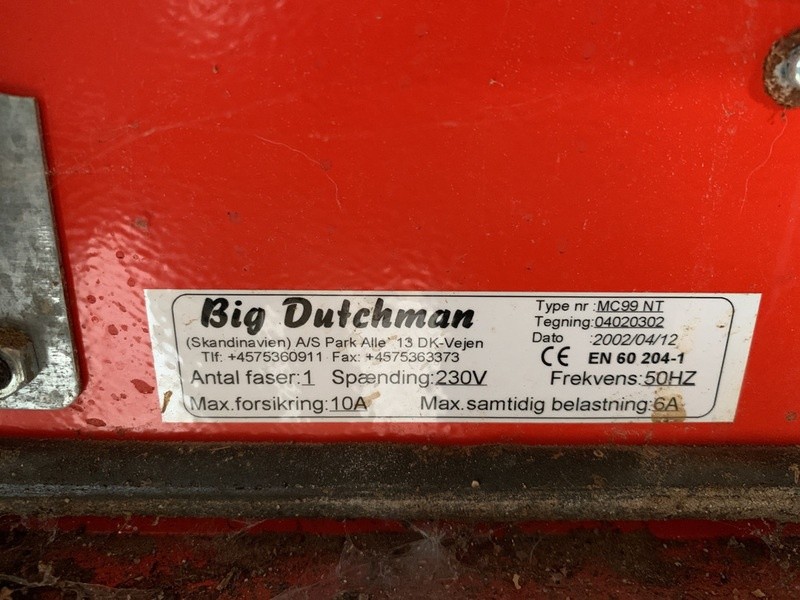 Big Dutchman
(Skandinavien) A/S Park Alle' 13 DK-Vejen
Tlf: +4575360911 Fax: +4575363373
Type nr :MC99 NT
Tegning:04020302
Dato :2002/04/12
CE EN 60 204-1
Antal faser:1 Spænding:230V Frekvens:50HZ
Max.forsikring:10A Max.samtidig belastning:6A